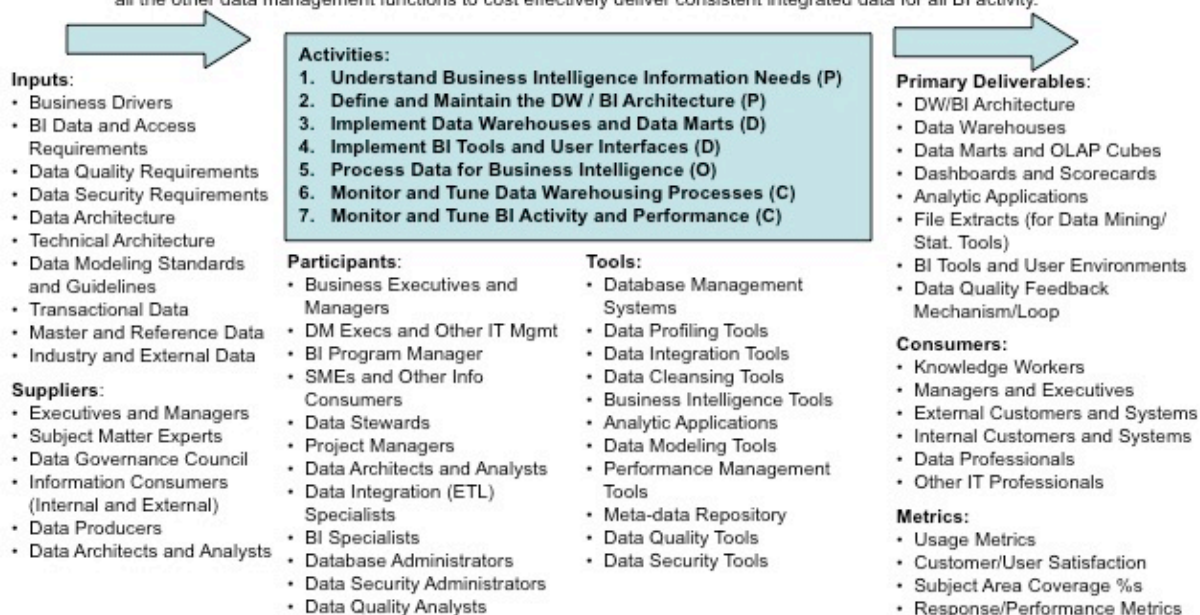 all the other data management functions to cost effectively deliver consistent integrated data for all BI activity.
Inputs:
• Business Drivers
• BI Data and Access
Requirements
• Data Quality Requirements
• Data Security Requirements
• Data Architecture
• Technical Architecture
• Data Modeling Standards
and Guidelines
• Transactional Data
• Master and Reference Data
• Industry and External Data
Suppliers:
• Executives and Managers
• Subject Matter Experts
• Data Governance Council
• Information Consumers
(Internal and External)
• Data Producers
• Data Architects and Analysts
Activities:
1. Understand Business Intelligence Information Needs (P)
2. Define and Maintain the DW / BI Architecture (P)
3. Implement Data Warehouses and Data Marts (D)
4. Implement BI Tools and User Interfaces (D)
5. Process Data for Business Intelligence (O)
6. Monitor and Tune Data Warehousing Processes (C)
7. Monitor and Tune BI Activity and Performance (C)
Participants:
• Business Executives and
Managers
• DM Execs and Other IT Mgmt
• BI Program Manager
• SMEs and Other Info
Consumers
• Data Stewards
• Project Managers
• Data Architects and Analysts
• Data Integration (ETL)
Specialists
• BI Specialists
• Database Administrators
• Data Security Administrators
• Data Quality Analysts
Tools:
• Database Management
Systems
• Data Profiling Tools
• Data Integration Tools
• Data Cleansing Tools
• Business Intelligence Tools
• Analytic Applications
• Data Modeling Tools
• Performance Management
Tools
• Meta-data Repository
• Data Quality Tools
• Data Security Tools
Primary Deliverables:
• DW/BI Architecture
• Data Warehouses
• Data Marts and OLAP Cubes
• Dashboards and Scorecards
• Analytic Applications
• File Extracts (for Data Mining/
Stat. Tools)
• BI Tools and User Environments
• Data Quality Feedback
Mechanism/Loop
Consumers:
• Knowledge Workers
• Managers and Executives
• External Customers and Systems
• Internal Customers and Systems
• Data Professionals
• Other IT Professionals
Metrics:
• Usage Metrics
• Customer/User Satisfaction
• Subject Area Coverage %s
• Response/Performance Metrics